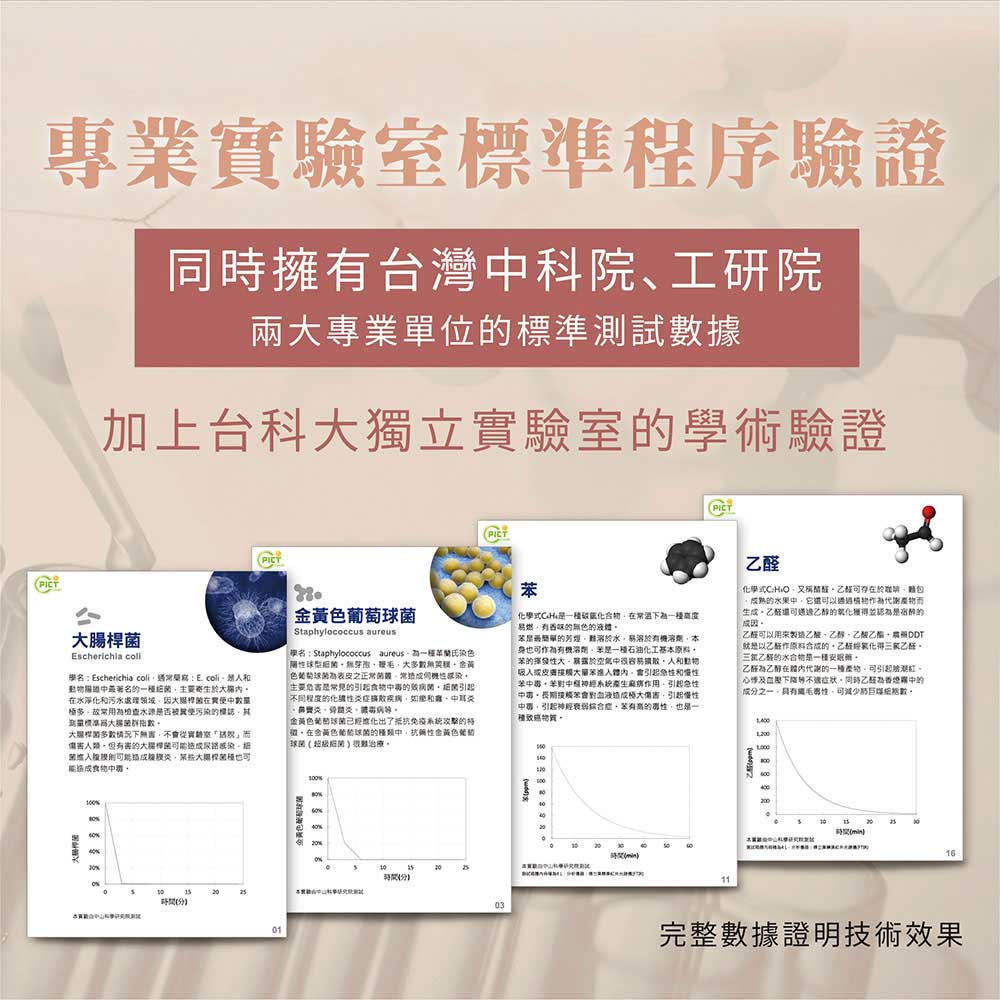 專業實驗室標準程序驗證
同時擁有台灣中科院、工研院
兩大專業單位的標準測試數據
加上台科大獨立實驗室的學術驗證
PICT
大腸桿菌
Escherichia coli
學名：Escherichia coli，通常簡寫：E. coli，是人和
動物腸道中最著名的一種細菌，主要寄生於大腸內。
在水淨化和污水處理領域，因大腸桿菌在糞便中數量
極多，故常用為檢查水源是否被糞便污染的標誌，其
測量標準為大腸菌群指數。
大腸桿菌多數情況下無害，不會從實驗室「逃脫」而
傷害人類。但有害的大腸桿菌可能造成尿路感染，細
菌進入腹膜則可能造成腹膜炎，某些大腸桿菌種也可
能造成食物中毒。
大腸桿菌
100%
80%
60%
40%
20%
0%
0 5 10 15 20 25
時間(分)
本實驗由中山科學研究院測試
01
PICT
金黃色葡萄球菌
Staphylococcus aureus
學名：Staphylococcus aureus，為一種革蘭氏染色
陽性球型細菌。無芽孢、鞭毛，大多數無莢膜。金黃
色葡萄球菌為表皮之正常菌叢，常造成伺機性感染。
主要危害是常見的引起食物中毒的致病菌。細菌引起
不同程度的化膿性炎症擴散疾病，如癤和癰、中耳炎
、鼻竇炎、骨髓炎、膿毒病等。
金黃色葡萄球菌已經進化出了抵抗免疫系統攻擊的特
徵。在金黃色葡萄球菌的種類中，抗藥性金黃色葡萄
球菌（超級細菌）很難治療。
金黃色葡萄球菌
100%
80%
60%
40%
20%
0%
0 5 10 15 20 25
時間(分)
本實驗由中山科學研究院測試
03
PICT
苯
化學式C₆H₆是一種碳氫化合物，在常溫下為一種高度
易燃，有香味的無色的液體。
苯是最簡單的芳烴，難溶於水，易溶於有機溶劑，本
身也可作為有機溶劑，苯是一種石油化工基本原料。
苯的揮發性大，暴露於空氣中很容易擴散。人和動物
吸入或皮膚接觸大量苯進入體內，會引起急性和慢性
苯中毒。苯對中樞神經系統產生麻痹作用，引起急性
中毒。長期接觸苯會對血液造成極大傷害，引起慢性
中毒，引起神經衰弱綜合症。苯有高的毒性，也是一
種致癌物質。
苯(ppm)
160
140
120
100
80
60
40
20
0
0 10 20 30 40 50 60
時間(min)
本實驗由中山科學研究院測試
11
PICT
乙醛
化學式C₂H₄O，又稱醋醛。乙醛可存在於咖啡，麵包
，成熟的水果中，它還可以通過植物作為代謝產物而
生成。乙醛還可通過乙醇的氧化獲得並認為是宿醉的
成因。
乙醛可以用來製造乙酸、乙醇、乙酸乙酯。農藥DDT
就是以乙醛作原料合成的。乙醛經氯化得三氯乙醛。
三氯乙醛的水合物是一種安眠藥。
乙醛為乙醇在體內代謝的一種產物，可引起臉潮紅、
心悸及血壓下降等不適症狀。同時乙醛為香煙霧中的
成分之一，具有纖毛毒性，可減少肺巨噬細胞數。
乙醛(ppm)
1,400
1,200
1,000
800
600
400
200
0 5 10 15 20 25 30
時間(min)
本實驗由中山科學研究院測試
16
完整數據證明技術效果